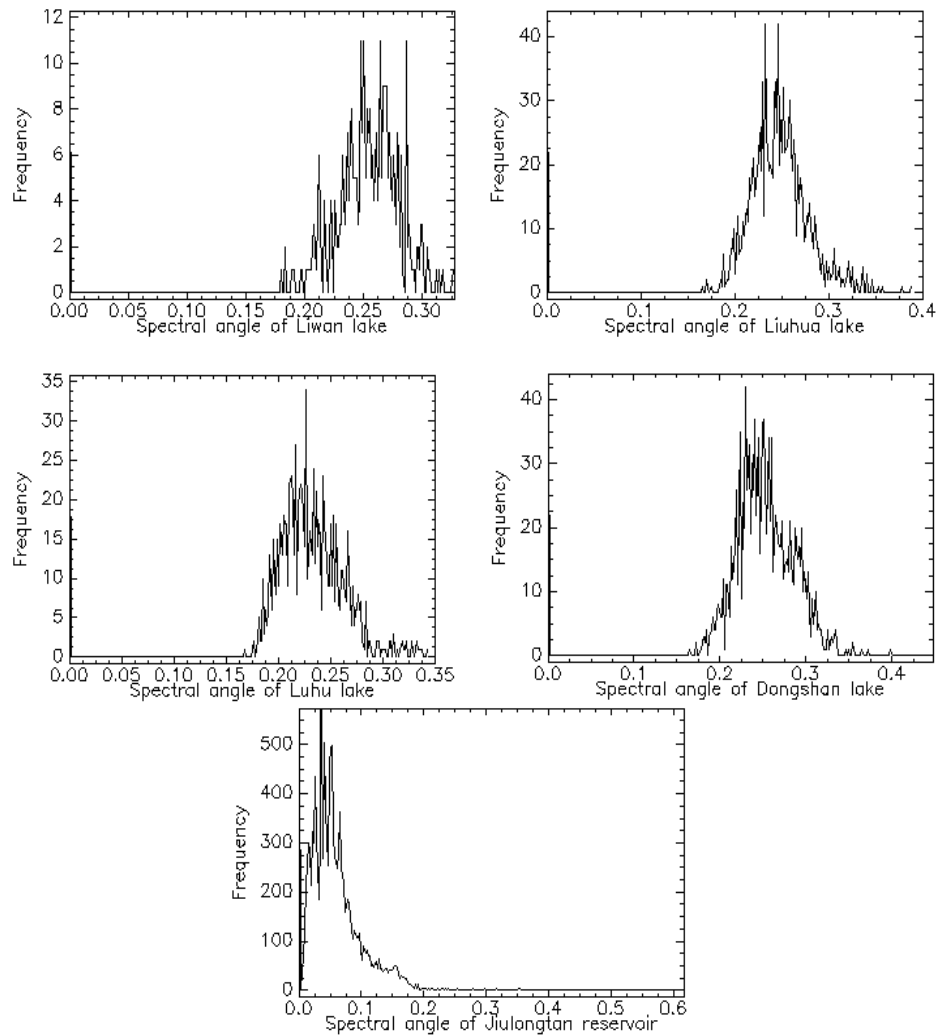 12
10
8
6
4
2
0
Frequency
0.00 0.05 0.10 0.15 0.20 0.25 0.30
Spectral angle of Liwan lake
40
30
20
10
0
Frequency
0.0 0.1 0.2 0.3 0.4
Spectral angle of Liuhua lake
35
30
25
20
15
10
5
0
Frequency
0.00 0.05 0.10 0.15 0.20 0.25 0.30 0.35
Spectral angle of Luhu lake
40
30
20
10
0
Frequency
0.0 0.1 0.2 0.3 0.4
Spectral angle of Dongshan lake
500
400
300
200
100
0
Frequency
0.0 0.1 0.2 0.3 0.4 0.5 0.6
Spectral angle of Jiulongtan reservoir